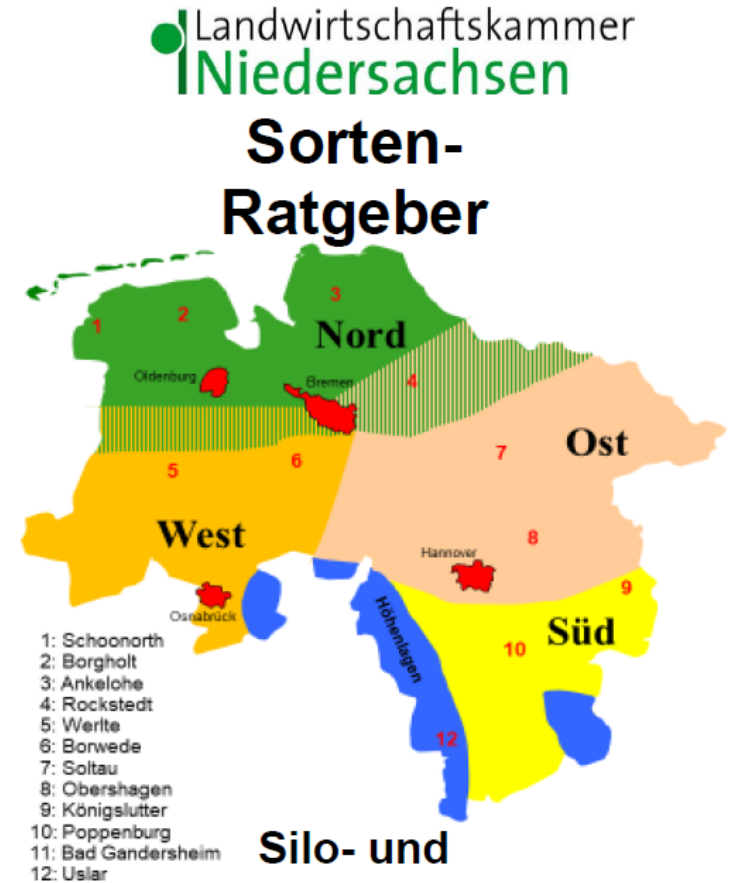 Landwirtschaftskammer
Niedersachsen
Sorten-
Ratgeber
3
2
1
Nord
Oldenburg
Bremen
4
Ost
7
6
5
West
8
Hannover
9
Osnabrück
Höhenlagen
Süd
10
12
1: Schoonorth
2: Borgholt
3: Ankelohe
4: Rockstedt
5: Werlte
6: Borwede
7: Soltau
8: Obershagen
9: Königslutter
10: Poppenburg
11: Bad Gandersheim
12: Uslar
Silo- und